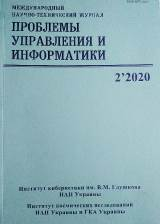 МЕЖДУНАРОДНЫЙ
НАУЧНО-ТЕХНИЧЕСКИЙ ЖУРНАЛ
ПРОБЛЕМЫ
УПРАВЛЕНИЯ И
ИНФОРМАТИКИ
2'2020
Институт кибернетики им. В.М. Глушкова
НАН Украины
Институт космических исследований
НАН Украины и ГКА Украины